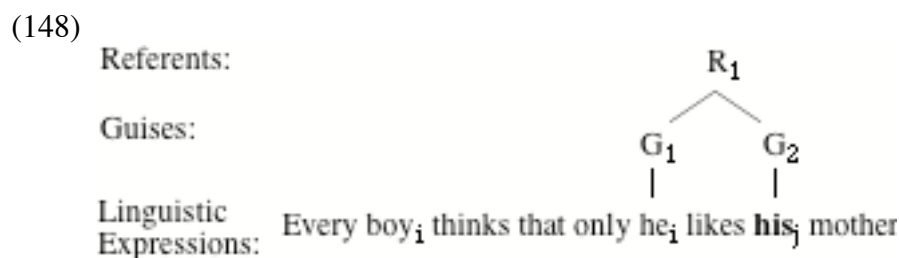 (148)
Referents: R₁
Guises: G₁ G₂
Linguistic
Expressions: Every boyᵢ thinks that only heᵢ likes hisⱼ mother